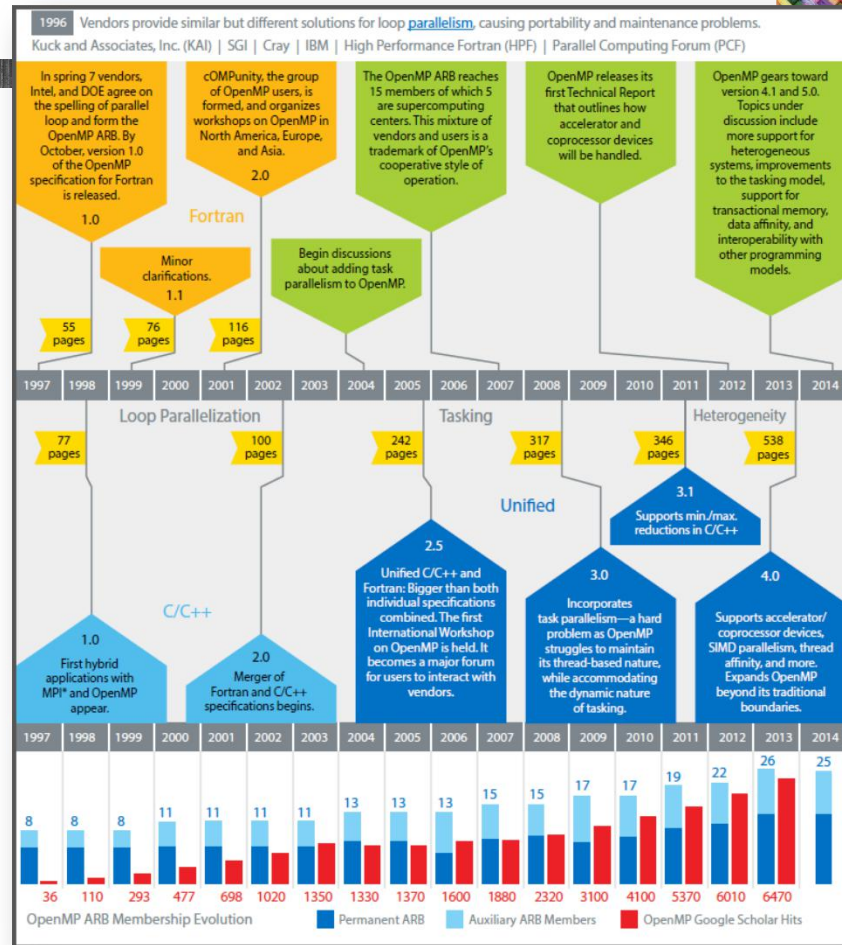 1996 Vendors provide similar but different solutions for loop parallelism, causing portability and maintenance problems.
Kuck and Associates, Inc. (KAI) | SGI | Cray | IBM | High Performance Fortran (HPF) | Parallel Computing Forum (PCF)
In spring 7 vendors,
Intel, and DOE agree on
the spelling of parallel
loop and form the
OpenMP ARB. By
October, version 1.0
of the OpenMP
specification for Fortran
is released.
1.0
cOMPunity, the group
of OpenMP users, is
formed, and organizes
workshops on OpenMP in
North America, Europe,
and Asia.
2.0
The OpenMP ARB reaches
15 members of which 5
are supercomputing
centers. This mixture of
vendors and users is a
trademark of OpenMP's
cooperative style of
operation.
OpenMP releases its
first Technical Report
that outlines how
accelerator and
coprocessor devices
will be handled.
OpenMP gears toward
version 4.1 and 5.0.
Topics under
discussion include
more support for
heterogeneous
systems, improvements
to the tasking model,
support for
transactional memory,
data affinity, and
interoperability with
other programming
models.
Fortran
Minor
clarifications.
1.1
Begin discussions
about adding task
parallelism to OpenMP.
55
pages
76
pages
116
pages
1997 1998 1999 2000 2001 2002 2003 2004 2005 2006 2007 2008 2009 2010 2011 2012 2013 2014
Loop Parallelization Tasking Heterogeneity
77
pages
100
pages
242
pages
317
pages
346
pages
538
pages
Unified
3.1
Supports min./max.
reductions in C/C++
2.5
Unified C/C++ and
Fortran: Bigger than both
individual specifications
combined. The first
International Workshop
on OpenMP is held. It
becomes a major forum
for users to interact with
vendors.
3.0
Incorporates
task parallelism—a hard
problem as OpenMP
struggles to maintain
its thread-based nature,
while accommodating
the dynamic nature
of tasking.
4.0
Supports accelerator/
coprocessor devices,
SIMD parallelism, thread
affinity, and more.
Expands OpenMP
beyond its traditional
boundaries.
C/C++
1.0
First hybrid
applications with
MPI* and OpenMP
appear.
2.0
Merger of
Fortran and C/C++
specifications begins.
1997 1998 1999 2000 2001 2002 2003 2004 2005 2006 2007 2008 2009 2010 2011 2012 2013 2014
8 8 8 11 11 11 11 13 13 13 15 15 17 17 19 22 26 25
36 110 293 477 698 1020 1350 1330 1370 1600 1880 2320 3100 4100 5370 6010 6470
OpenMP ARB Membership Evolution Permanent ARB Auxiliary ARB Members OpenMP Google Scholar Hits